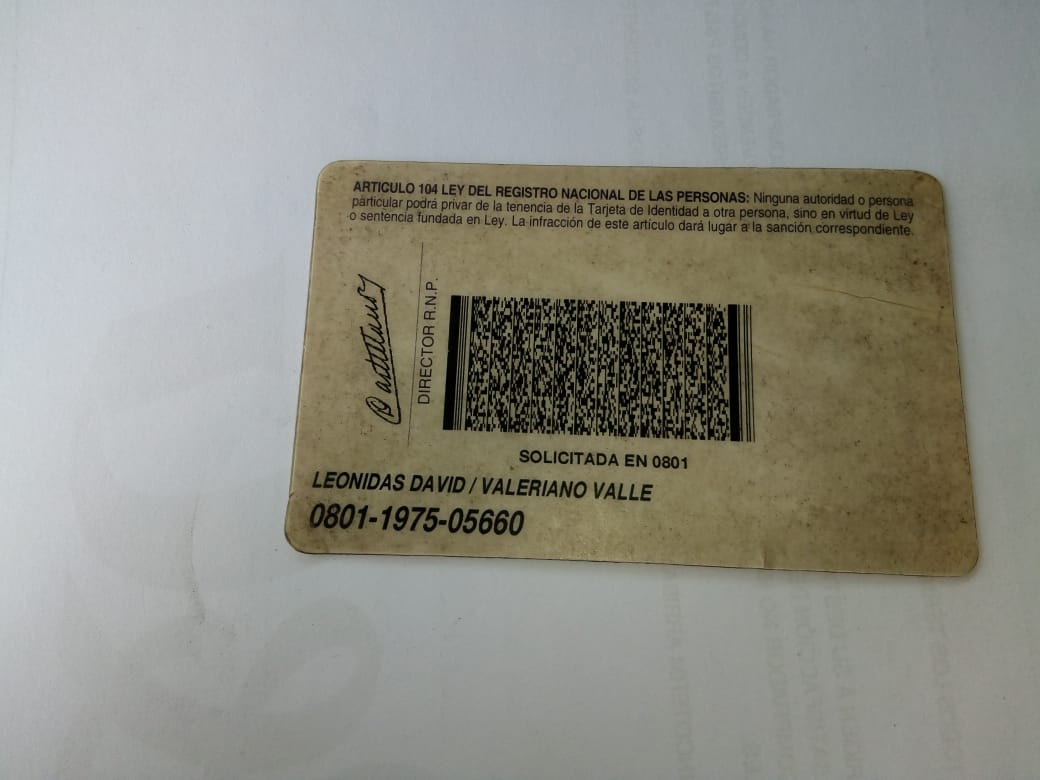 ARTICULO 104 LEY DEL REGISTRO NACIONAL DE LAS PERSONAS: Ninguna autoridad o persona
particular podrá privar de la tenencia de la Tarjeta de Identidad a otra persona, sino en virtud de Ley
o sentencia fundada en Ley. La infracción de este artículo dará lugar a la sanción correspondiente.
DIRECTOR R.N.P.
SOLICITADA EN 0801
LEONIDAS DAVID / VALERIANO VALLE
0801-1975-05660